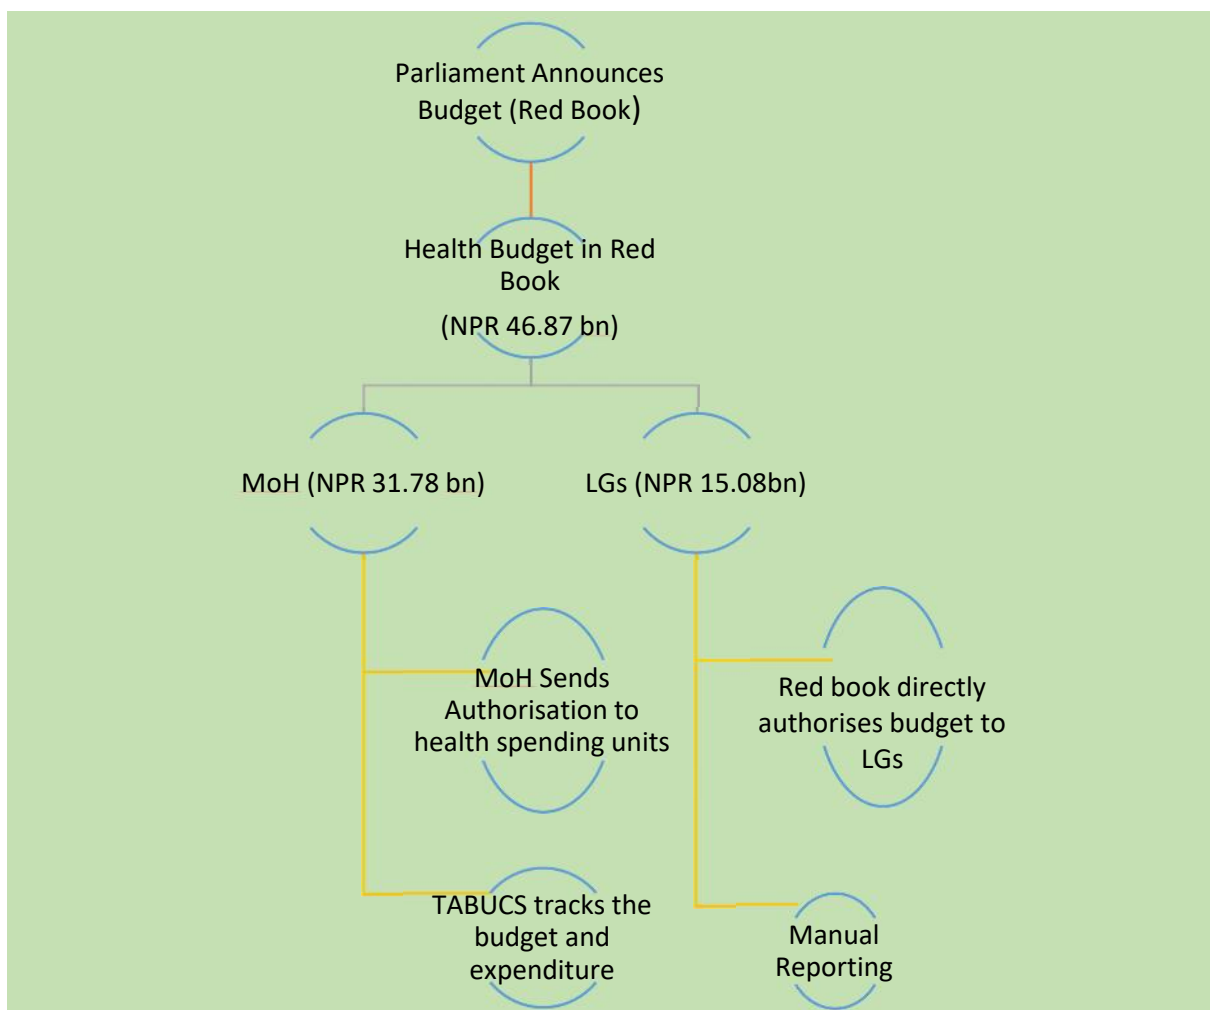 Parliament Announces
Budget (Red Book)
Health Budget in Red
Book
(NPR 46.87 bn)
MoH (NPR 31.78 bn)
LGs (NPR 15.08bn)
MoH Sends
Authorisation to
health spending units
Red book directly
authorises budget to
LGs
TABUCS tracks the
budget and
expenditure
Manual
Reporting